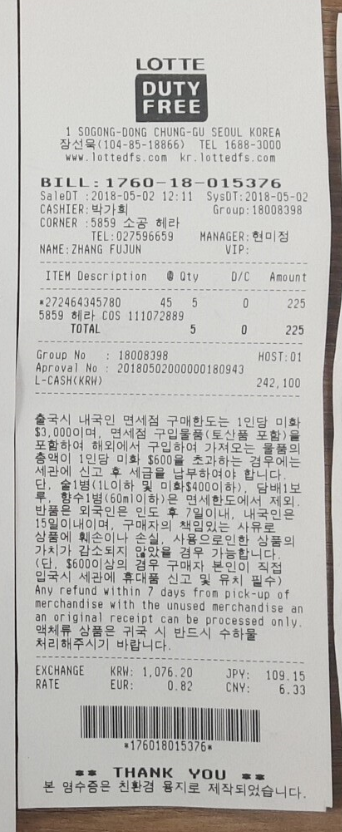 LOTTE
DUTY
FREE
1 SOGONG-DONG CHUNG-GU SEOUL KOREA
장선욱(104-85-18866) TEL 1688-3000
www.lottedfs.com kr.lottedfs.com
BILL:1760-18-015376
SaleDT :2018-05-02 12:11 SysDT:2018-05-02
CASHIER:박가희 Group:18008398
CORNER :5859 소공 헤라
TEL:027596659 MANAGER:현미정
NAME:ZHANG FUJUN VIP:
ITEM Description @ Qty D/C Amount
*272464345780 45 5 0 225
5859 헤라 COS 111072889
TOTAL 5 0 225
Group No : 18008398 HOST:01
Aproval No : 20180502000000180943
L-CASH(KRW) 242,100
출국시 내국인 면세점 구매한도는 1인당 미화
$3,000이며, 면세점 구입물품(토산품 포함)을
포함하여 해외에서 구입하여 가져오는 물품의
총액이 1인당 미화 $600을 초과하는 경우에는
세관에 신고 후 세금을 납부하여야 합니다.
단, 술1병(1L이하 및 미화$400이하), 담배1보
루, 향수1병(60ml이하)은 면세한도에서 제외.
반품은 외국인은 인도 후 7일이내, 내국인은
15일이내이며, 구매자의 책임있는 사유로
상품에 훼손이나 손실, 사용으로인한 상품의
가치가 감소되지 않았을 경우 가능합니다.
(단, $600이상의 경우 구매자 본인이 직접
입국시 세관에 휴대품 신고 및 유치 필수)
Any refund within 7 days from pick-up of
merchandise with the unused merchandise an
an original receipt can be processed only.
액체류 상품은 귀국 시 반드시 수하물
처리해주시기 바랍니다.
EXCHANGE KRW: 1,076.20 JPY: 109.15
RATE EUR: 0.82 CNY: 6.33
*176018015376*
** THANK YOU **
본 영수증은 친환경 용지로 제작되었습니다.